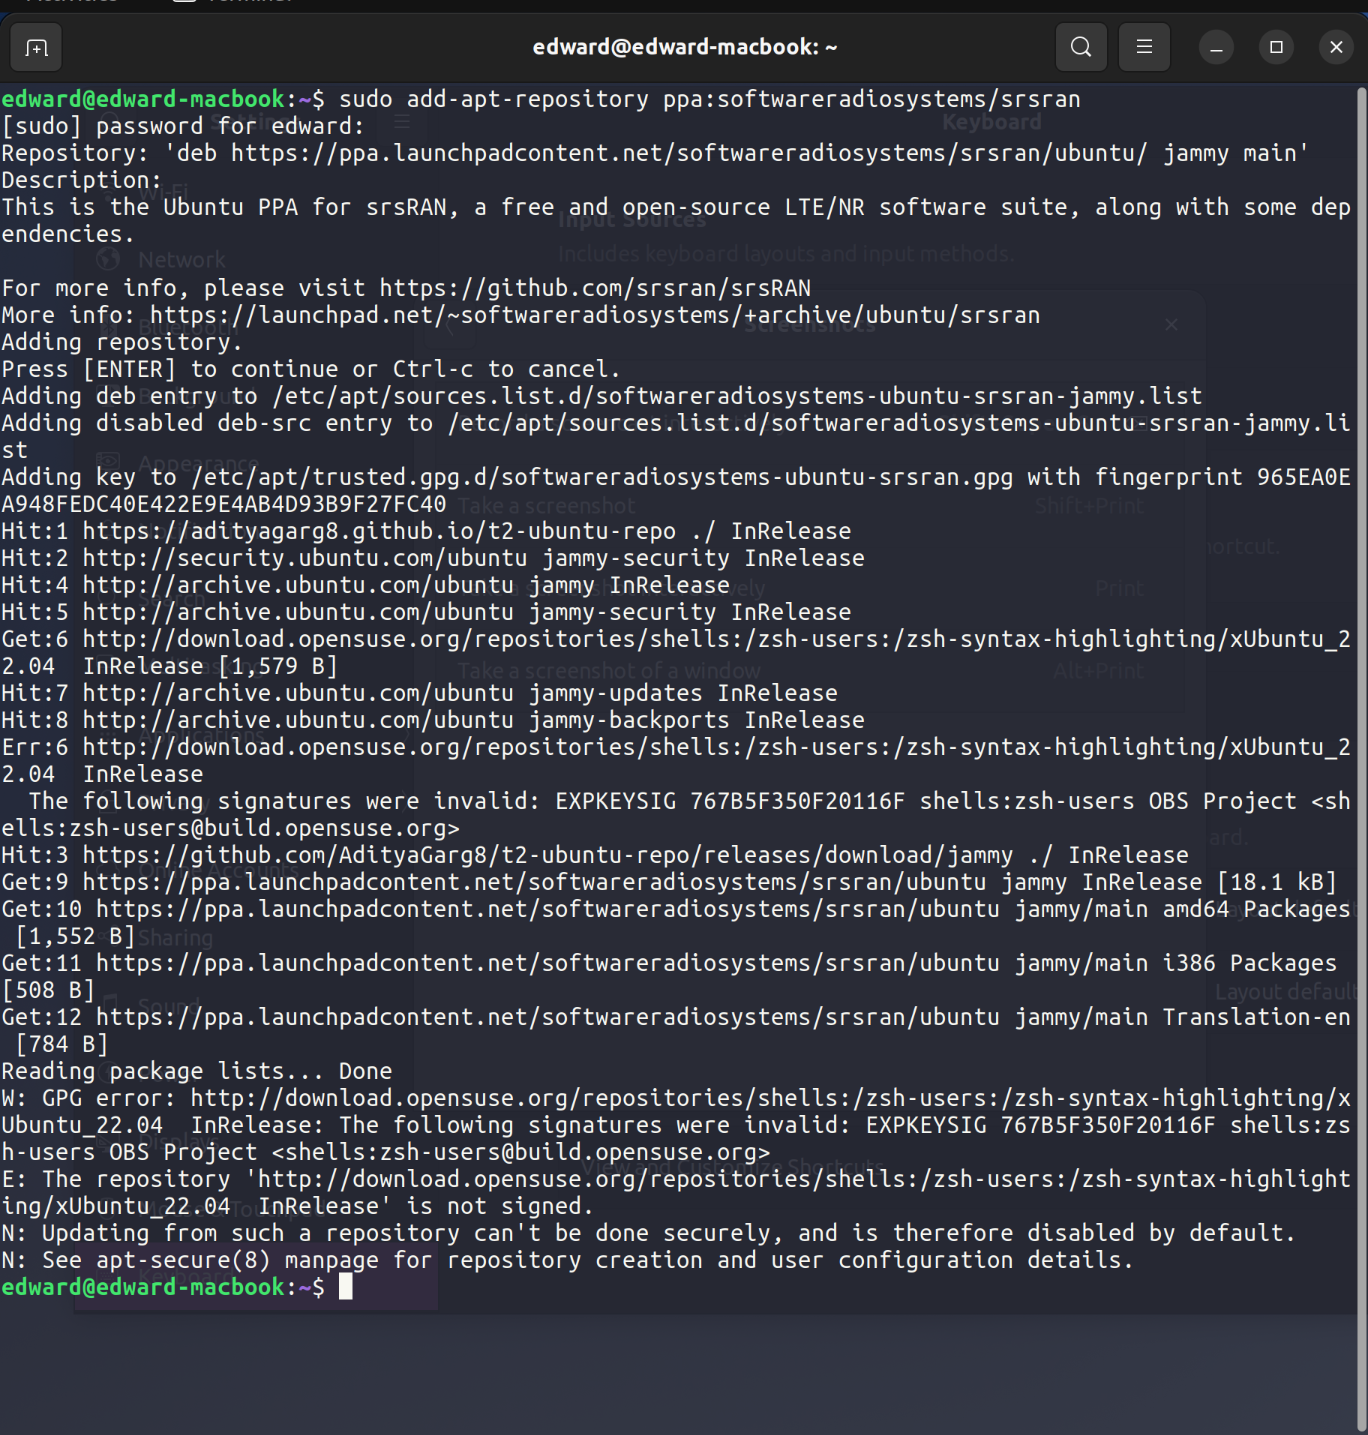 edward@edward-macbook: ~
edward@edward-macbook:~$ sudo add-apt-repository ppa:softwareradiosystems/srsran
[sudo] password for edward:
Repository: 'deb https://ppa.launchpadcontent.net/softwareradiosystems/srsran/ubuntu/ jammy main'
Description:
This is the Ubuntu PPA for srsRAN, a free and open-source LTE/NR software suite, along with some dep
endencies.
For more info, please visit https://github.com/srsran/srsRAN
More info: https://launchpad.net/~softwareradiosystems/+archive/ubuntu/srsran
Adding repository.
Press [ENTER] to continue or Ctrl-c to cancel.
Adding deb entry to /etc/apt/sources.list.d/softwareradiosystems-ubuntu-srsran-jammy.list
Adding disabled deb-src entry to /etc/apt/sources.list.d/softwareradiosystems-ubuntu-srsran-jammy.li
st
Adding key to /etc/apt/trusted.gpg.d/softwareradiosystems-ubuntu-srsran.gpg with fingerprint 965EA0E
A948FEDC40E422E9E4AB4D93B9F27FC40
Hit:1 https://adityagarg8.github.io/t2-ubuntu-repo ./ InRelease
Hit:2 http://security.ubuntu.com/ubuntu jammy-security InRelease
Hit:4 http://archive.ubuntu.com/ubuntu jammy InRelease
Hit:5 http://archive.ubuntu.com/ubuntu jammy-security InRelease
Get:6 http://download.opensuse.org/repositories/shells:/zsh-users:/zsh-syntax-highlighting/xUbuntu_2
2.04  InRelease [1,579 B]
Hit:7 http://archive.ubuntu.com/ubuntu jammy-updates InRelease
Hit:8 http://archive.ubuntu.com/ubuntu jammy-backports InRelease
Err:6 http://download.opensuse.org/repositories/shells:/zsh-users:/zsh-syntax-highlighting/xUbuntu_2
2.04  InRelease
  The following signatures were invalid: EXPKEYSIG 767B5F350F20116F shells:zsh-users OBS Project <sh
ells:zsh-users@build.opensuse.org>
Hit:3 https://github.com/AdityaGarg8/t2-ubuntu-repo/releases/download/jammy ./ InRelease
Get:9 https://ppa.launchpadcontent.net/softwareradiosystems/srsran/ubuntu jammy InRelease [18.1 kB]
Get:10 https://ppa.launchpadcontent.net/softwareradiosystems/srsran/ubuntu jammy/main amd64 Packages
 [1,552 B]
Get:11 https://ppa.launchpadcontent.net/softwareradiosystems/srsran/ubuntu jammy/main i386 Packages
[508 B]
Get:12 https://ppa.launchpadcontent.net/softwareradiosystems/srsran/ubuntu jammy/main Translation-en
 [784 B]
Reading package lists... Done
W: GPG error: http://download.opensuse.org/repositories/shells:/zsh-users:/zsh-syntax-highlighting/x
Ubuntu_22.04  InRelease: The following signatures were invalid: EXPKEYSIG 767B5F350F20116F shells:zs
h-users OBS Project <shells:zsh-users@build.opensuse.org>
E: The repository 'http://download.opensuse.org/repositories/shells:/zsh-users:/zsh-syntax-highlight
ing/xUbuntu_22.04  InRelease' is not signed.
N: Updating from such a repository can't be done securely, and is therefore disabled by default.
N: See apt-secure(8) manpage for repository creation and user configuration details.
edward@edward-macbook:~$